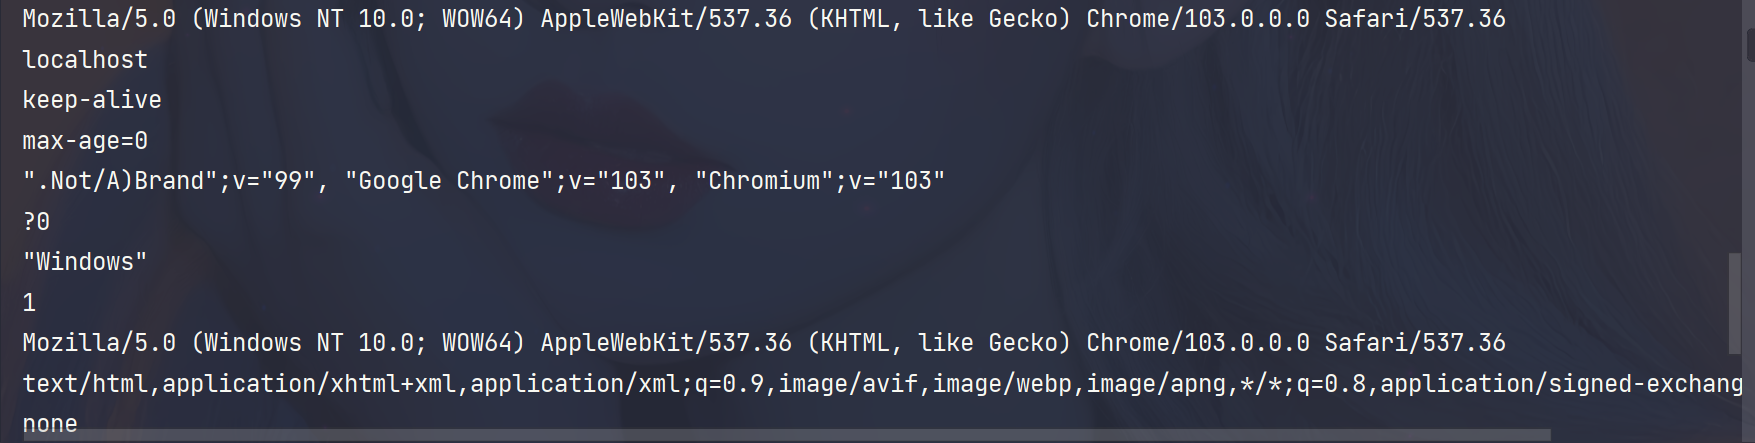 Mozilla/5.0 (Windows NT 10.0; WOW64) AppleWebKit/537.36 (KHTML, like Gecko) Chrome/103.0.0.0 Safari/537.36
localhost
keep-alive
max-age=0
".Not/A)Brand";v="99", "Google Chrome";v="103", "Chromium";v="103"
?0
"Windows"
1
Mozilla/5.0 (Windows NT 10.0; WOW64) AppleWebKit/537.36 (KHTML, like Gecko) Chrome/103.0.0.0 Safari/537.36
text/html,application/xhtml+xml,application/xml;q=0.9,image/avif,image/webp,image/apng,*/*;q=0.8,application/signed-exchang
none